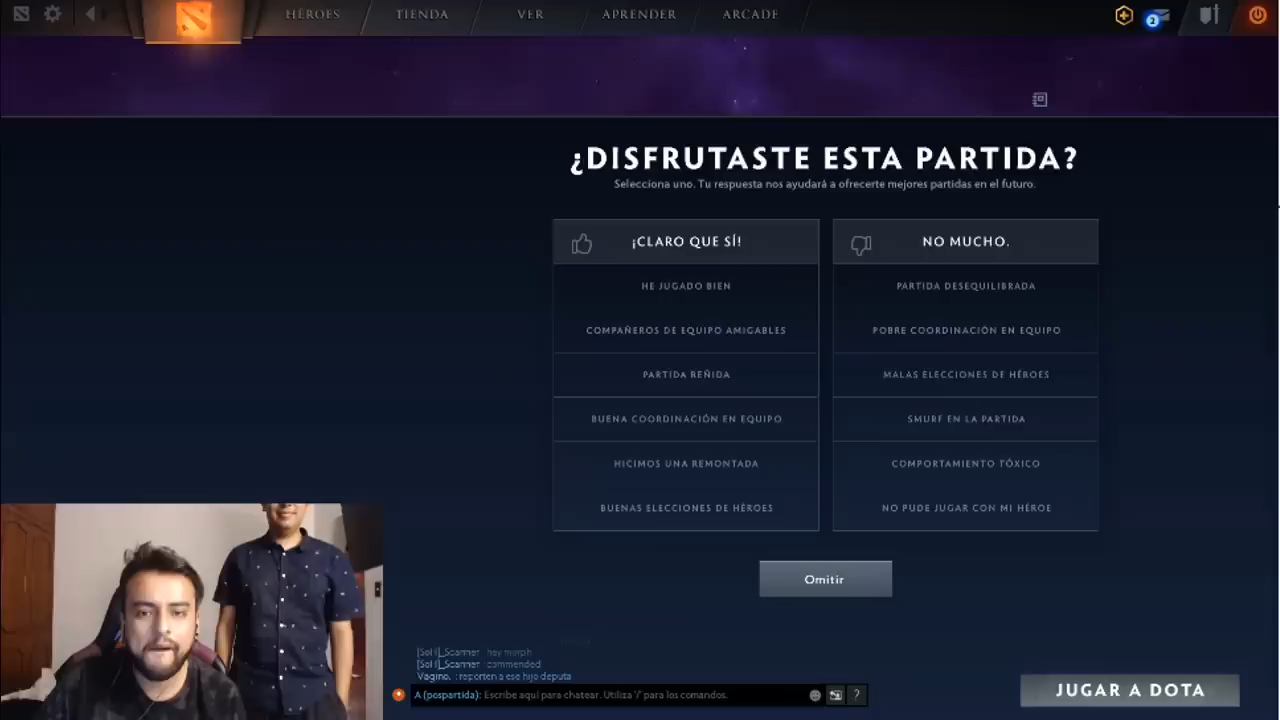 HÉROES
TIENDA
VER
APRENDER
ARCADE
2
¿DISFRUTASTE ESTA PARTIDA?
Selecciona uno. Tu respuesta nos ayudará a ofrecerte mejores partidas en el futuro.
¡CLARO QUE SÍ!
HE JUGADO BIEN
COMPAÑEROS DE EQUIPO AMIGABLES
PARTIDA REÑIDA
BUENA COORDINACIÓN EN EQUIPO
HICIMOS UNA REMONTADA
BUENAS ELECCIONES DE HÉROES
NO MUCHO.
PARTIDA DESEQUILIBRADA
POBRE COORDINACIÓN EN EQUIPO
MALAS ELECCIONES DE HÉROES
SMURF EN LA PARTIDA
COMPORTAMIENTO TÓXICO
NO PUDE JUGAR CON MI HÉROE
Omitir
hay morph
commended
Vagino. : reporten a ese hijo deputa
A (pospartida): Escribe aquí para chatear. Utiliza '/' para los comandos.
?
JUGAR A DOTA